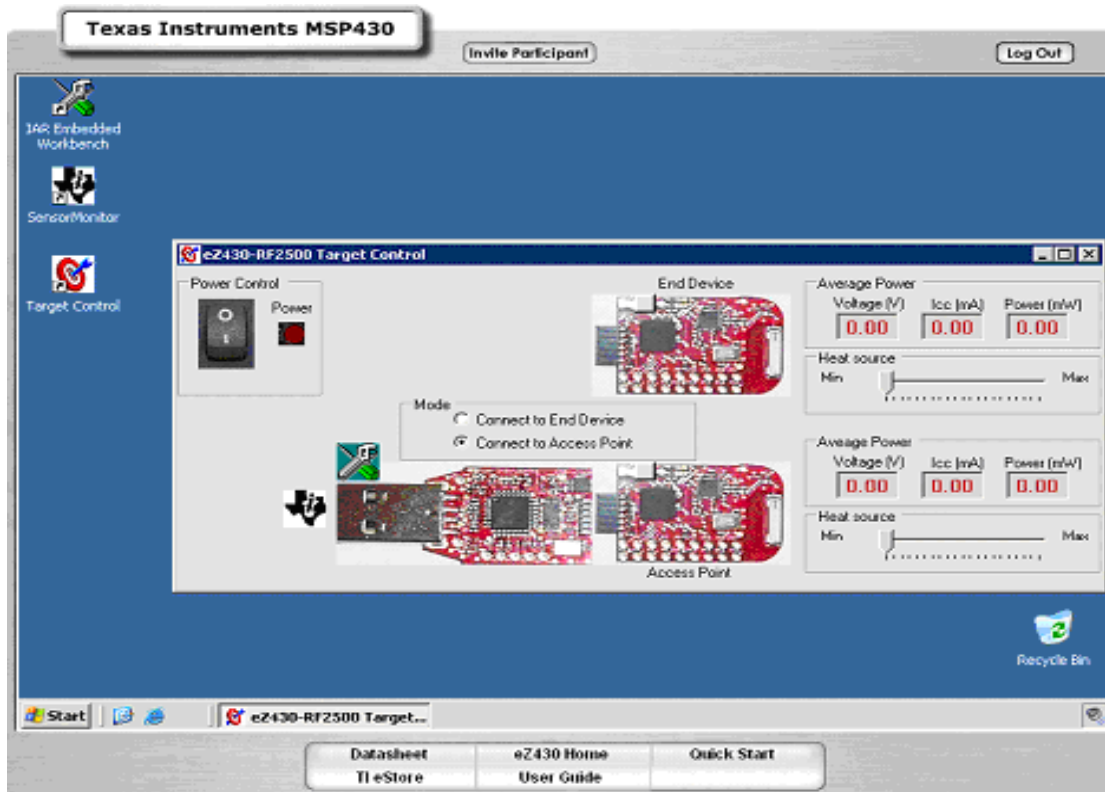 Texas Instruments MSP430
Invite Participant
Log Out
IAR Embedded
Workbench
SensorMonitor
Target Control
eZ430-RF2500 Target Control
Power Control
Power
End Device
Average Power
Voltage (V) Icc (mA) Power (mW)
0.00 0.00 0.00
Heat source
Min Max
Mode
Connect to End Device
Connect to Access Point
Average Power
Voltage (V) Icc (mA) Power (mW)
0.00 0.00 0.00
Heat source
Min Max
Access Point
Recycle Bin
Start
eZ430-RF2500 Target...
Datasheet eZ430 Home Quick Start
TI eStore User Guide